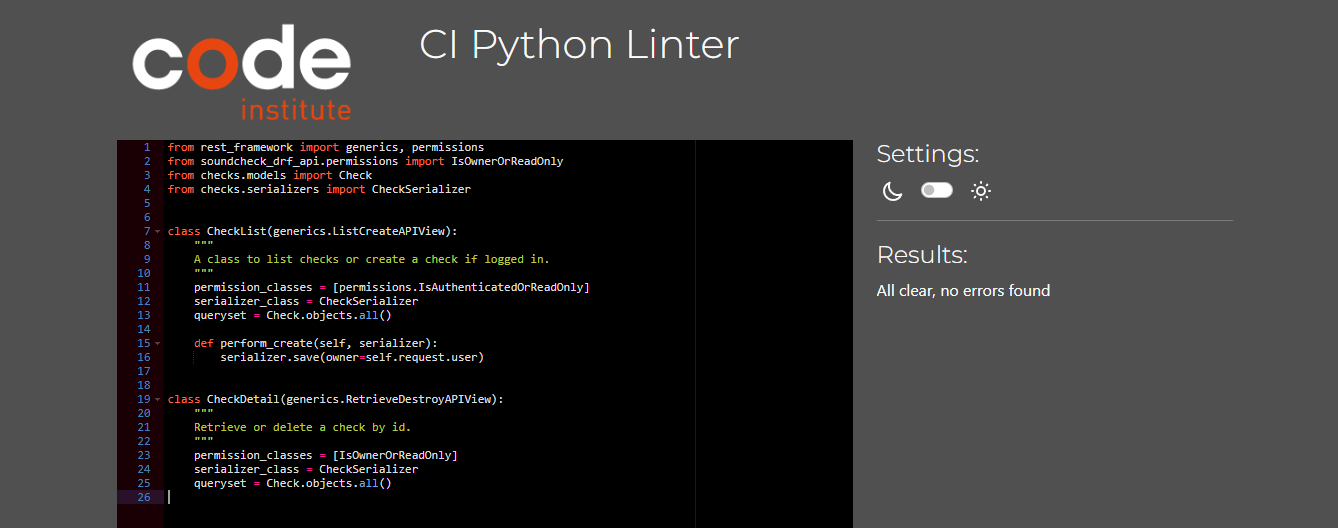 code
institute
CI Python Linter
1 from rest_framework import generics, permissions
2 from soundcheck_drf_api.permissions import IsOwnerOrReadOnly
3 from checks.models import Check
4 from checks.serializers import CheckSerializer
5
6
7 class CheckList(generics.ListCreateAPIView):
8     """
9     A class to list checks or create a check if logged in.
10     """
11     permission_classes = [permissions.IsAuthenticatedOrReadOnly]
12     serializer_class = CheckSerializer
13     queryset = Check.objects.all()
14
15     def perform_create(self, serializer):
16         serializer.save(owner=self.request.user)
17
18
19 class CheckDetail(generics.RetrieveDestroyAPIView):
20     """
21     Retrieve or delete a check by id.
22     """
23     permission_classes = [IsOwnerOrReadOnly]
24     serializer_class = CheckSerializer
25     queryset = Check.objects.all()
26
Settings:
Results:
All clear, no errors found